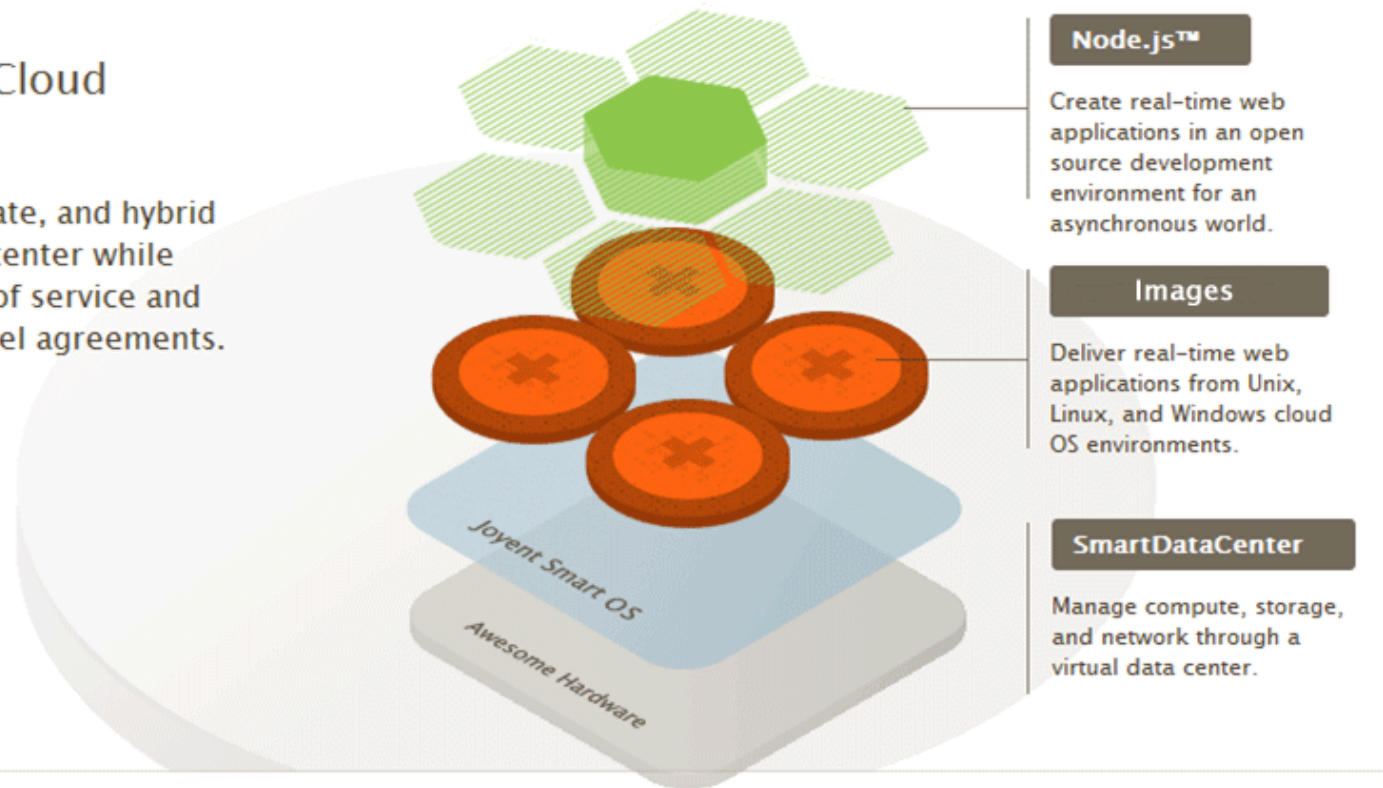 Cloud
ate, and hybrid
center while
of service and
el agreements.
Node.js™
Create real-time web
applications in an open
source development
environment for an
asynchronous world.
Images
Deliver real-time web
applications from Unix,
Linux, and Windows cloud
OS environments.
SmartDataCenter
Manage compute, storage,
and network through a
virtual data center.
Joyent Smart OS
Awesome Hardware